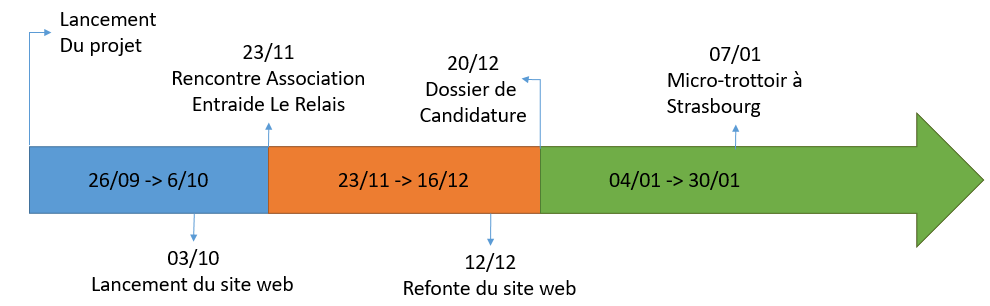 Lancement
Du projet
23/11
Rencontre Association
Entraide Le Relais
20/12
Dossier de
Candidature
07/01
Micro-trottoir à
Strasbourg
26/09 -> 6/10
23/11 -> 16/12
04/01 -> 30/01
03/10
Lancement du site web
12/12
Refonte du site web